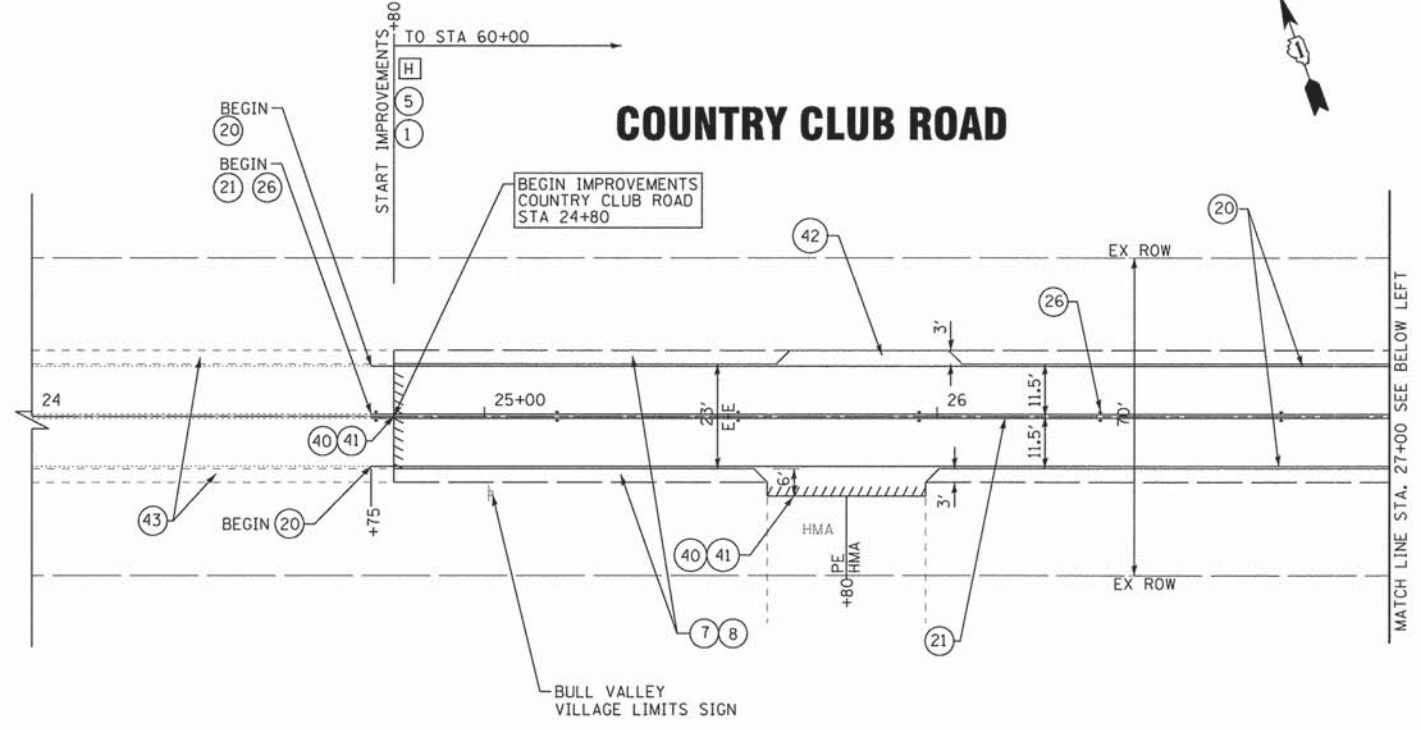 +80
START IMPROVEMENTS
TO STA 60+00
H
5
1
BEGIN
20
BEGIN
21 26
COUNTRY CLUB ROAD
BEGIN IMPROVEMENTS
COUNTRY CLUB ROAD
STA 24+80
42
20
EX ROW
26
3'
24
25+00
23'
E-E
26
11.5'
11.5'
70'
40 41
43
BEGIN 20
+75
6'
3'
HMA
40 41
PE
HMA
+80
EX ROW
7 8
21
BULL VALLEY
VILLAGE LIMITS SIGN
MATCH LINE STA. 27+00 SEE BELOW LEFT
1